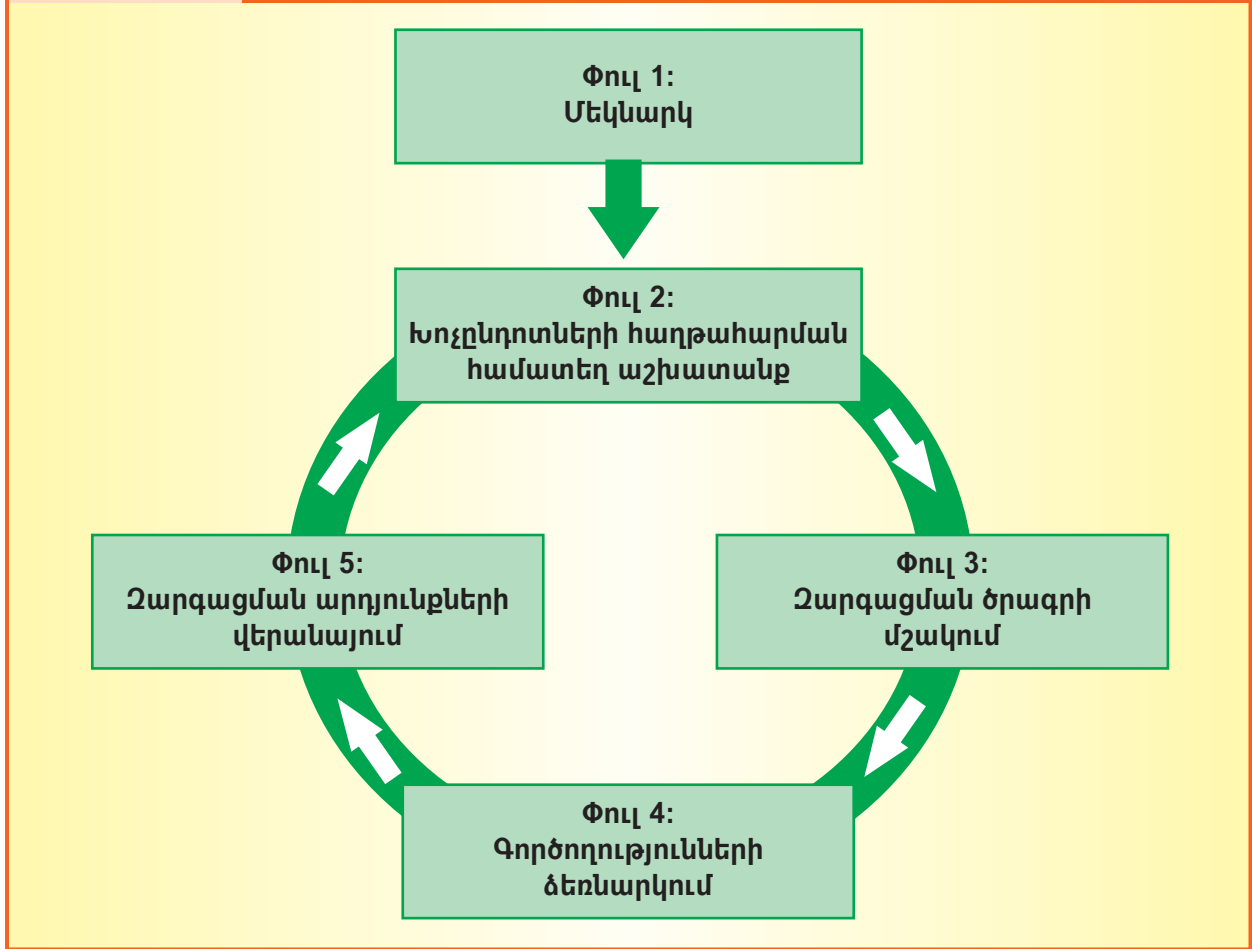 Փուլ 1:
Մեկնարկ
Փուլ 2:
Խոչընդոտների հաղթահարման
համատեղ աշխատանք
Փուլ 3:
Զարգացման ծրագրի
մշակում
Փուլ 4:
Գործողությունների
ձեռնարկում
Փուլ 5:
Զարգացման արդյունքների
վերանայում